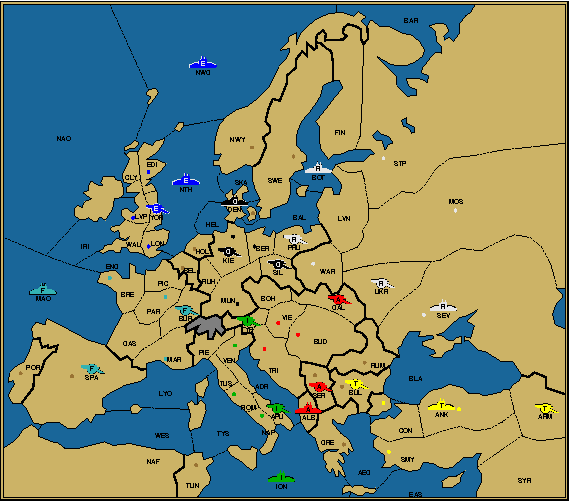 BAR
E
NWG
NAO
FIN
NWY
STP
EDI
CLY
R
BOT
SWE
SKA
E
NTH
MOS
LVP
E
YOR
G
DEN
BAL
LVN
HEL
WAL
LON
IRI
HOL
G
KIE
BER
R
PRU
ENG
BEL
RUH
G
SIL
WAR
R
UKR
F
MAO
BRE
PIC
MUN
BOH
A
GAL
PAR
F
BUR
VIE
R
SEV
BUD
GAS
PIE
VEN
MAR
RUM
F
SPA
TRI
POR
TUS
ADR
A
SER
T
BUL
BLA
LYO
ROM
I
APU
A
ALB
T
ANK
T
ARM
WES
TYS
NAP
GRE
CON
NAF
SMY
AEG
I
ION
TUN
EAS
SYR